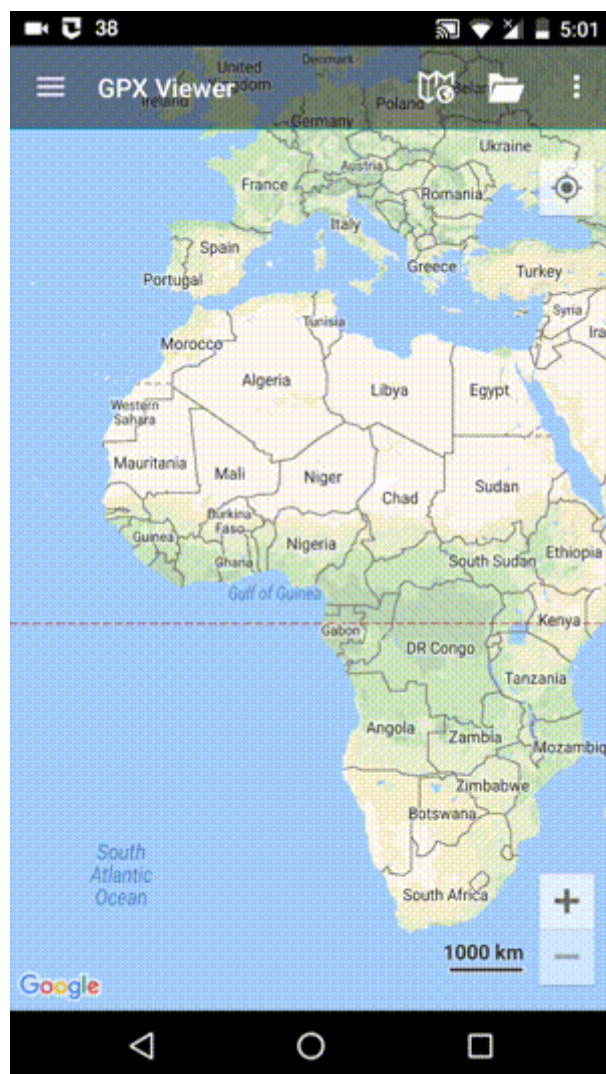 38
5:01
GPX Viewer
United
Kingdom
Ireland
Denmark
Poland
Belar
Germany
Ukraine
Austria
France
Romania
Italy
Spain
Greece
Portugal
Turkey
Syria
Tunisia
Ira
Morocco
Algeria
Libya
Egypt
Western
Sahara
Mauritania
Mali
Niger
Chad
Sudan
Burkina
Faso
Guinea
Nigeria
Ghana
South Sudan
Ethiopia
Gulf of Guinea
Gabon
Kenya
DR Congo
Tanzania
Angola
Zambia
Mozambiq
Zimbabwe
Botswana
South
Atlantic
Ocean
South Africa
1000 km
Google